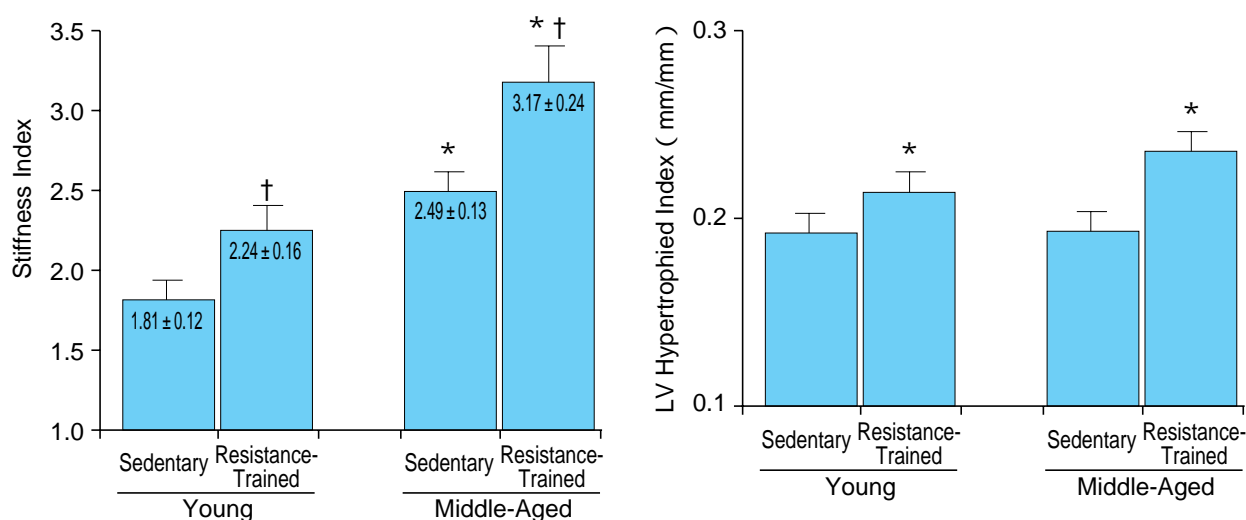 Stiffness Index
3.5
3.0
2.5
2.0
1.5
1.0
1.81 ± 0.12
†
2.24 ± 0.16
*
2.49 ± 0.13
* †
3.17 ± 0.24
Sedentary
Resistance-
Trained
Young
Sedentary
Resistance-
Trained
Middle-Aged
LV Hypertrophied Index ( mm/mm)
0.3
0.2
0.1
*
*
Sedentary
Resistance-
Trained
Young
Sedentary
Resistance-
Trained
Middle-Aged